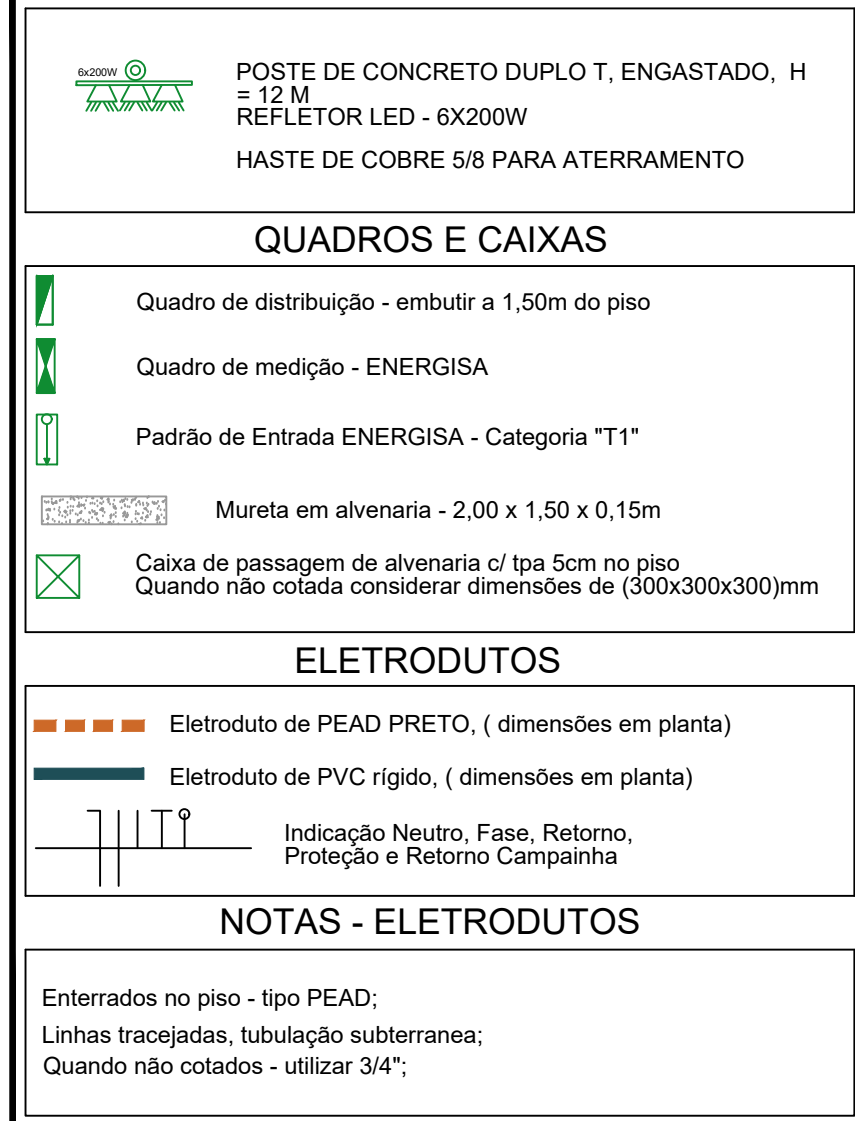 6x200W
POSTE DE CONCRETO DUPLO T, ENGASTADO, H
= 12 M
REFLETOR LED - 6X200W
HASTE DE COBRE 5/8 PARA ATERRAMENTO
QUADROS E CAIXAS
Quadro de distribuição - embutir a 1,50m do piso
Quadro de medição - ENERGISA
Padrão de Entrada ENERGISA - Categoria "T1"
Mureta em alvenaria - 2,00 x 1,50 x 0,15m
Caixa de passagem de alvenaria c/ tpa 5cm no piso
Quando não cotada considerar dimensões de (300x300x300)mm
ELETRODUTOS
Eletroduto de PEAD PRETO, ( dimensões em planta)
Eletroduto de PVC rígido, ( dimensões em planta)
Indicação Neutro, Fase, Retorno,
Proteção e Retorno Campainha
NOTAS - ELETRODUTOS
Enterrados no piso - tipo PEAD;
Linhas tracejadas, tubulação subterranea;
Quando não cotados - utilizar 3/4";